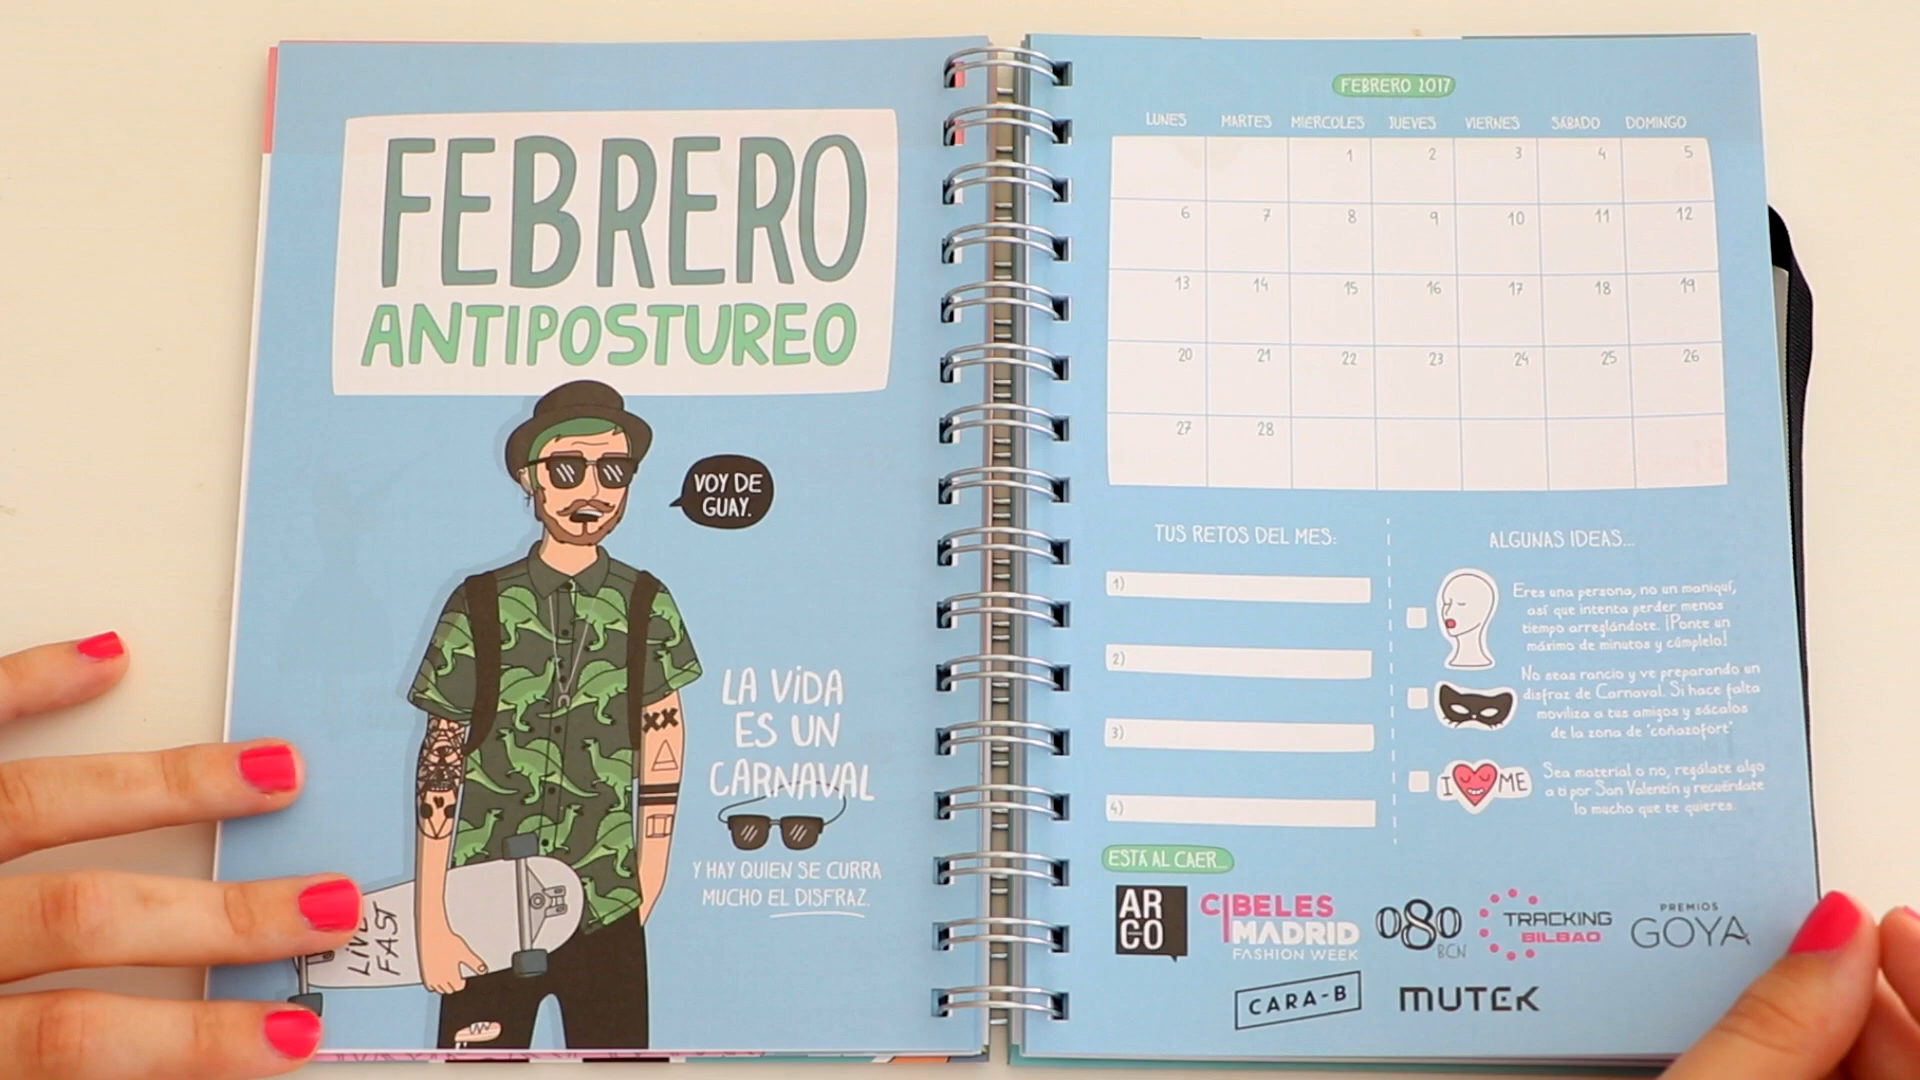 FEBRERO
ANTIPOSTUREO
VOY DE
GUAY.
LA VIDA
ES UN
CARNAVAL
Y HAY QUIEN SE CURRA
MUCHO EL DISFRAZ.
LIVE
FAST
FEBRERO 2017
LUNES MARTES MIÉRCOLES JUEVES VIERNES SÁBADO DOMINGO
1 2 3 4 5
6 7 8 9 10 11 12
13 14 15 16 17 18 19
20 21 22 23 24 25 26
27 28
TUS RETOS DEL MES:
1)
2)
3)
4)
ALGUNAS IDEAS...
Eres una persona, no un maniquí,
así que intenta perder menos
tiempo arreglándote. ¡Ponte un
máximo de minutos y cúmplelo!
No seas rancio y ve preparando un
disfraz de Carnaval. Si hace falta
moviliza a tus amigos y sácalos
de la zona de "coñazofort"
I ME
Sea material o no, regálate algo
a ti por San Valentín y recuérdate
lo mucho que te quieres.
ESTÁ AL CAER...
AR
CO
CIBELES
MADRID
FASHION WEEK
080
BCN
TRACKING
BILBAO
PREMIOS
GOYA
CARA-B
MUTEK